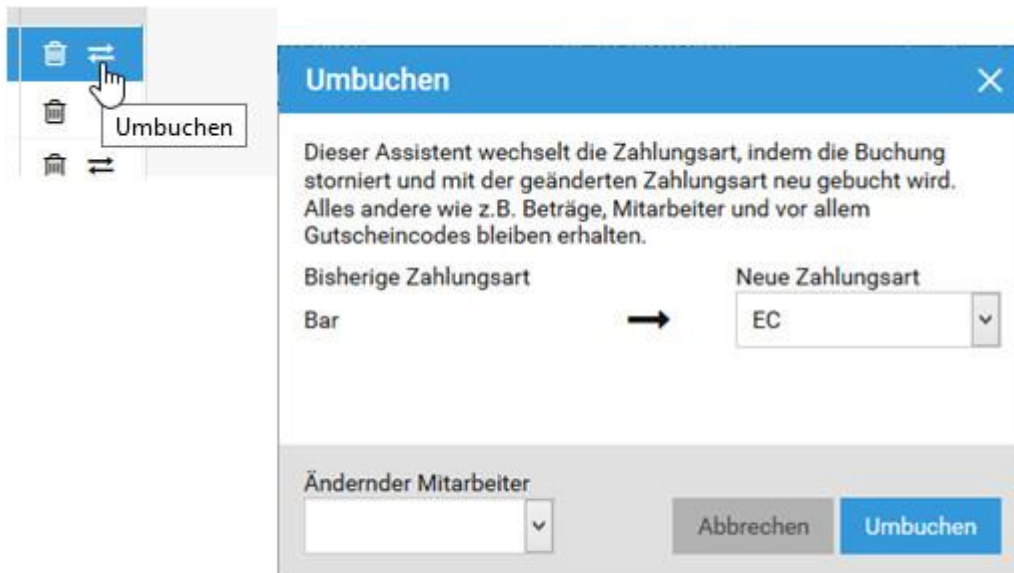 Umbuchen
Umbuchen
Dieser Assistent wechselt die Zahlungsart, indem die Buchung
storniert und mit der geänderten Zahlungsart neu gebucht wird.
Alles andere wie z.B. Beträge, Mitarbeiter und vor allem
Gutscheincodes bleiben erhalten.
Bisherige Zahlungsart
Neue Zahlungsart
Bar
EC
Ändernder Mitarbeiter
Abbrechen
Umbuchen